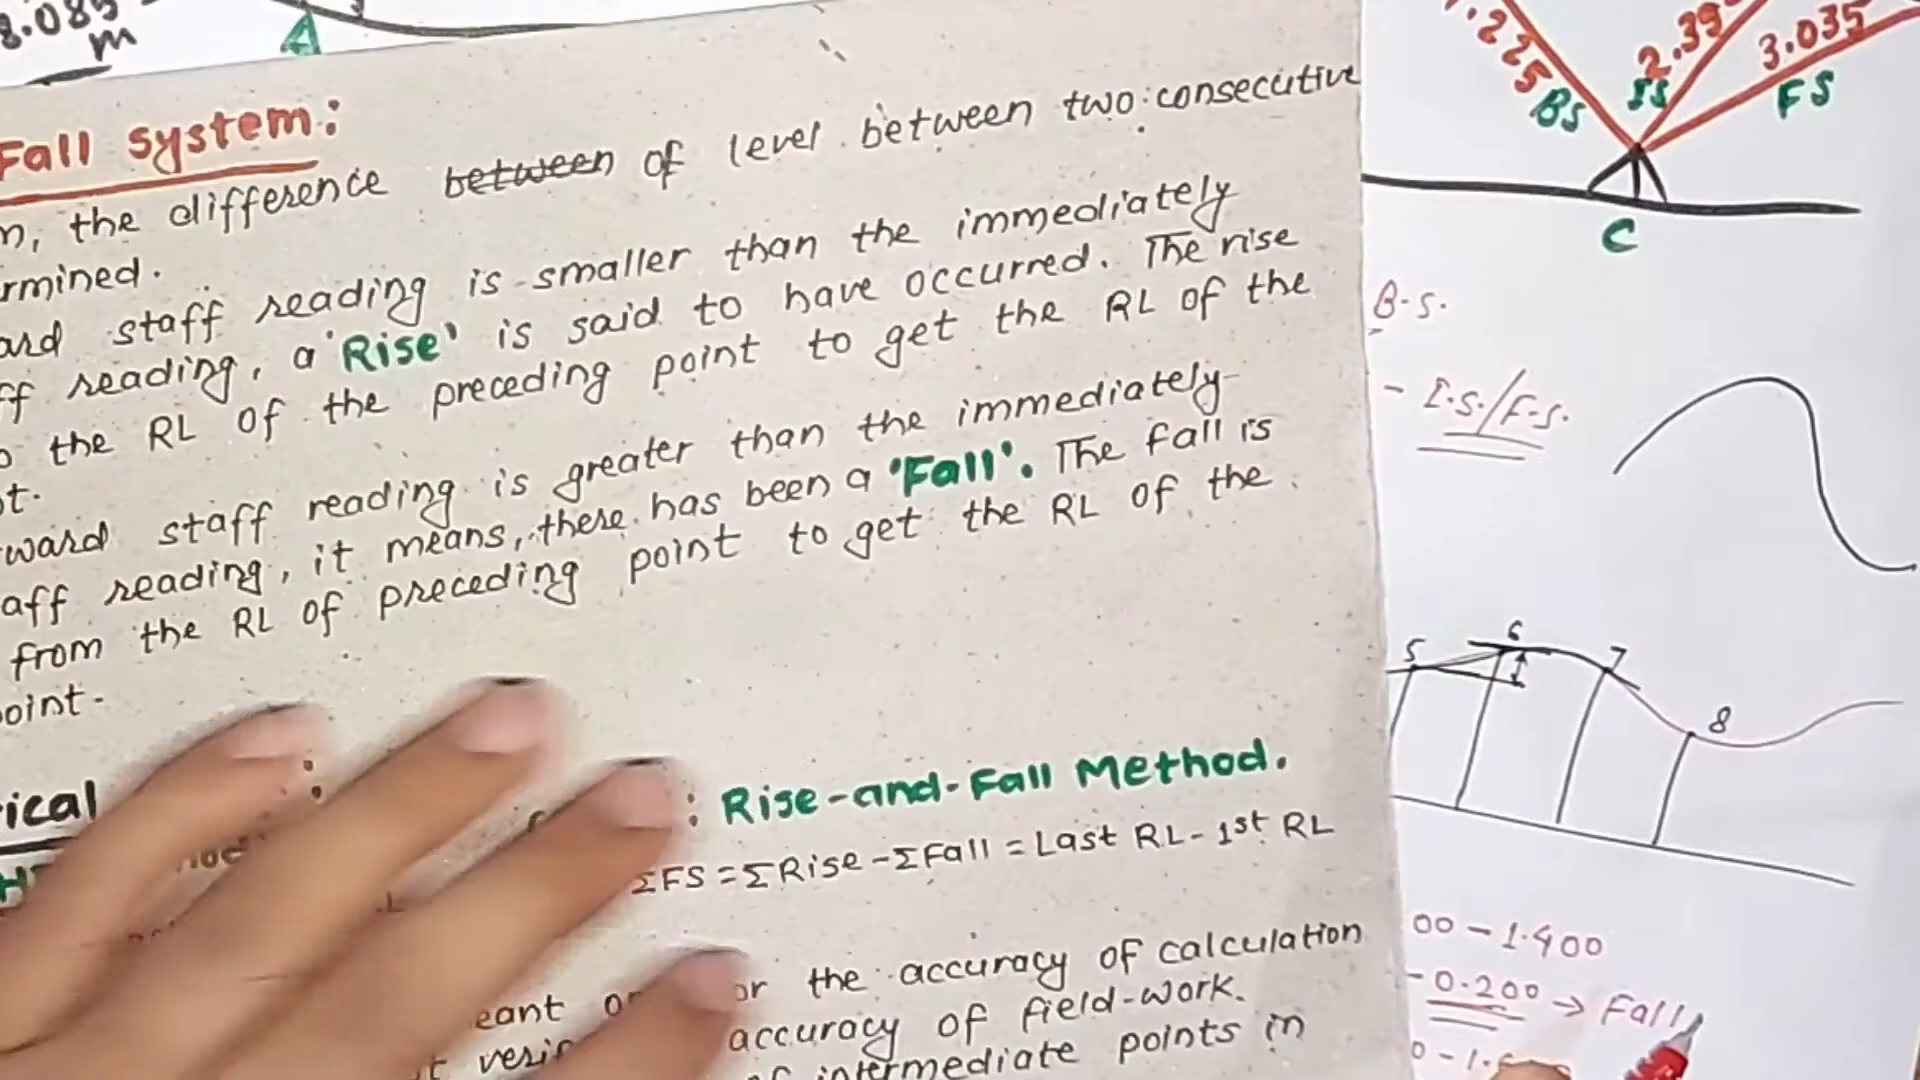 8.085
m
A
Fall System:
n, the difference between of level between two consecutive
rmined.
ard staff reading is smaller than the immediately
ff reading, a 'Rise' is said to have occurred. The rise
o the RL of the preceding point to get the RL of the
t.
ward staff reading is greater than the immediately
aff reading, it means, there has been a 'Fall'. The fall is
from the RL of preceding point to get the RL of the
point.
ical : : Rise-and-Fall Method.
ΣFS = ΣRise - ΣFall = Last RL - 1st RL
eant or the accuracy of calculation
accuracy of field-work.
intermediate points in
.225 BS
2.39 IS
3.035 FS
C
B.S.
- I.S./F.S.
5 6 7 8
00 - 1.400
- 0.200 → Fall